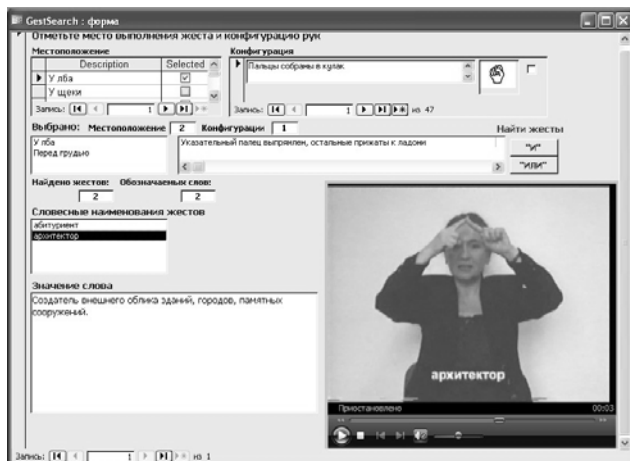 GestSearch : форма
Отметьте место выполнения жеста и конфигурацию рук
Местоположение
Конфигурация
Description Selected
У лба
У щеки
Пальцы собраны в кулак.
Запись: 1
Запись: 1 из 47
Выбрано: Местоположение 2 Конфигурации 1
Найти жесты
У лба
Перед грудью
Указательный палец выпрямлен, остальные прижаты к ладони
"И"
"ИЛИ"
Найдено жестов: Обозначаемых слов:
2 2
Словесные наименования жестов
абитуриент
архитектор
Значение слова
Создатель внешнего облика зданий, городов, памятных
сооружений.
архитектор
Приостановлено 00:03
Запись: 1 из 1